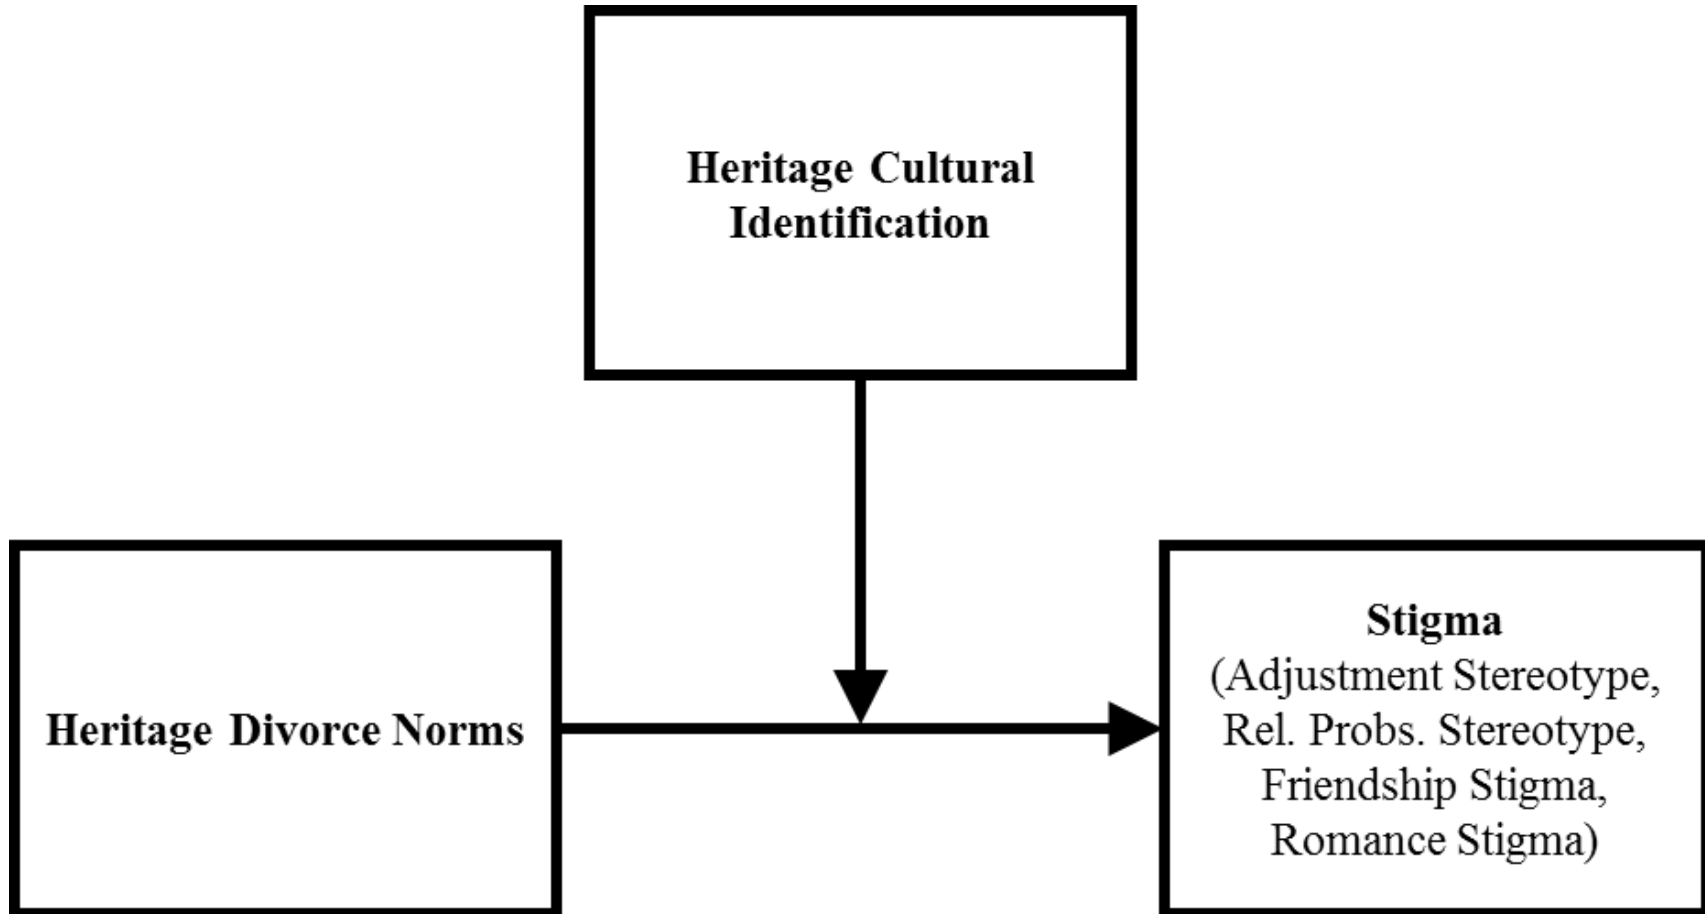 Heritage Cultural
Identification
Heritage Divorce Norms
Stigma
(Adjustment Stereotype,
Rel. Probs. Stereotype,
Friendship Stigma,
Romance Stigma)